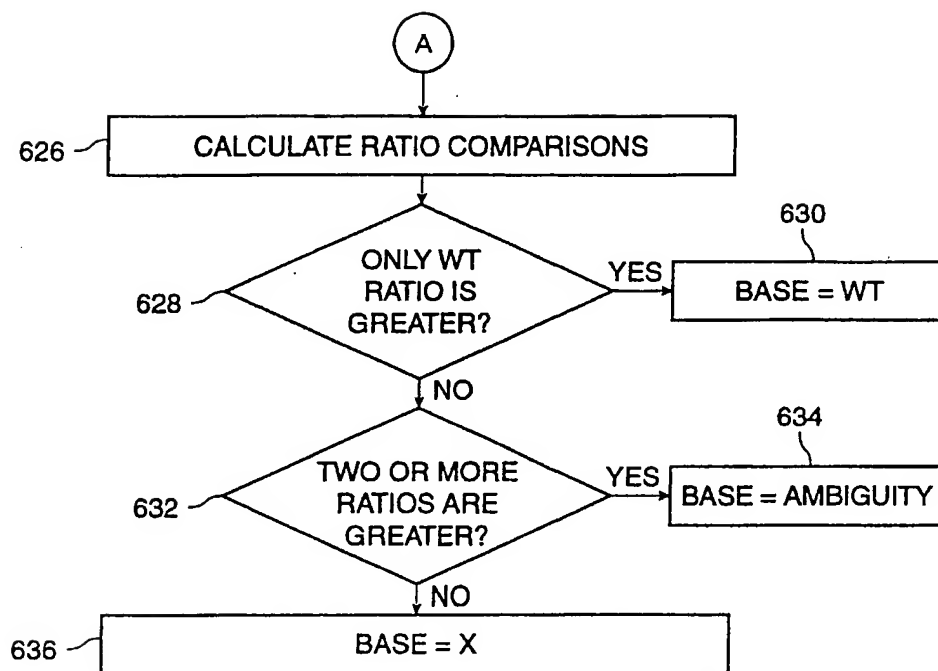 A
626
CALCULATE RATIO COMPARISONS
628
ONLY WT
RATIO IS
GREATER?
YES
630
BASE = WT
NO
632
TWO OR MORE
RATIOS ARE
GREATER?
YES
634
BASE = AMBIGUITY
NO
636
BASE = X